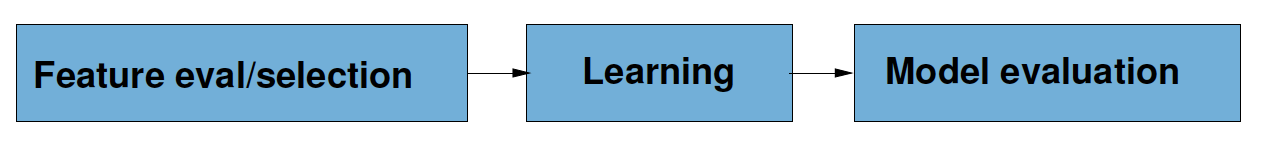 Feature eval/selection
Learning
Model evaluation